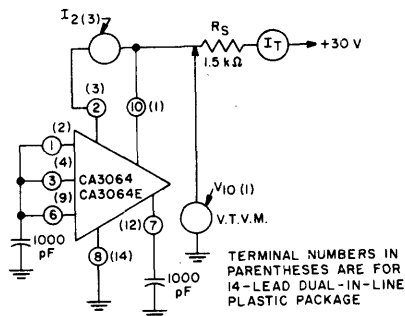 I2(3)
RS
1.5 kΩ
IT
+30 V
(3)
2
10 (1)
(2)
1
(4)
3
CA3064
CA3064E
(9)
6
(12) 7
V10 (1)
V.T.V.M.
1000
pF
8 (14)
1000
pF
TERMINAL NUMBERS IN
PARENTHESES ARE FOR
14-LEAD DUAL-IN-LINE
PLASTIC PACKAGE